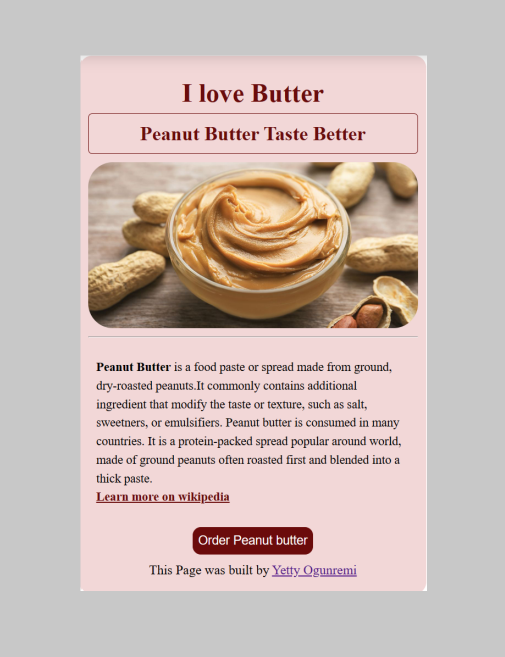 I love Butter
Peanut Butter Taste Better
Peanut Butter is a food paste or spread made from ground,
dry-roasted peanuts.It commonly contains additional
ingredient that modify the taste or texture, such as salt,
sweetners, or emulsifiers. Peanut butter is consumed in many
countries. It is a protein-packed spread popular around world,
made of ground peanuts often roasted first and blended into a
thick paste.
Learn more on wikipedia
Order Peanut butter
This Page was built by Yetty Ogunremi